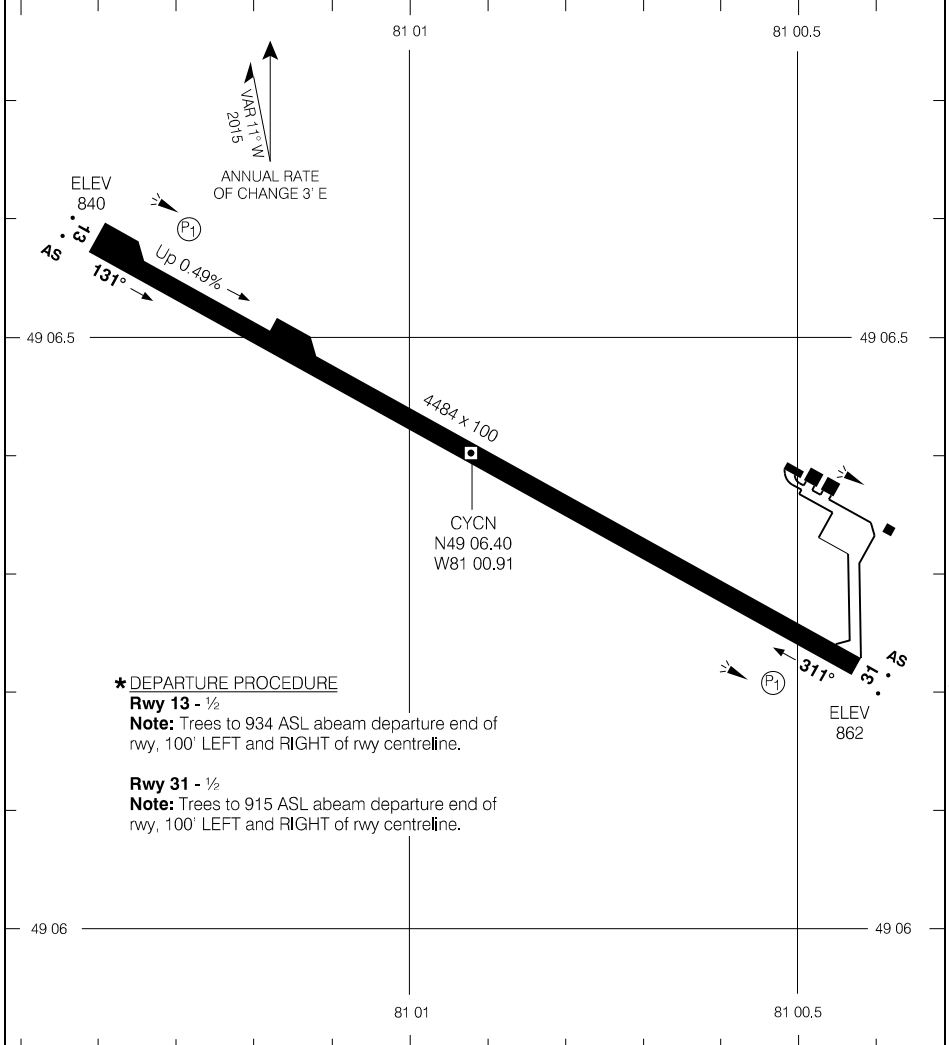 81 01
81 00.5
VAR 11° W
2015
ANNUAL RATE
OF CHANGE 3' E
ELEV
840
P1
13
AS
131°
Up 0.49%
49 06.5
49 06.5
4484 x 100
CYCN
N49 06.40
W81 00.91
311°
31
AS
P1
ELEV
862
* DEPARTURE PROCEDURE
Rwy 13 - ½
Note: Trees to 934 ASL abeam departure end of
rwy, 100' LEFT and RIGHT of rwy centreline.
Rwy 31 - ½
Note: Trees to 915 ASL abeam departure end of
rwy, 100' LEFT and RIGHT of rwy centreline.
49 06
49 06
81 01
81 00.5